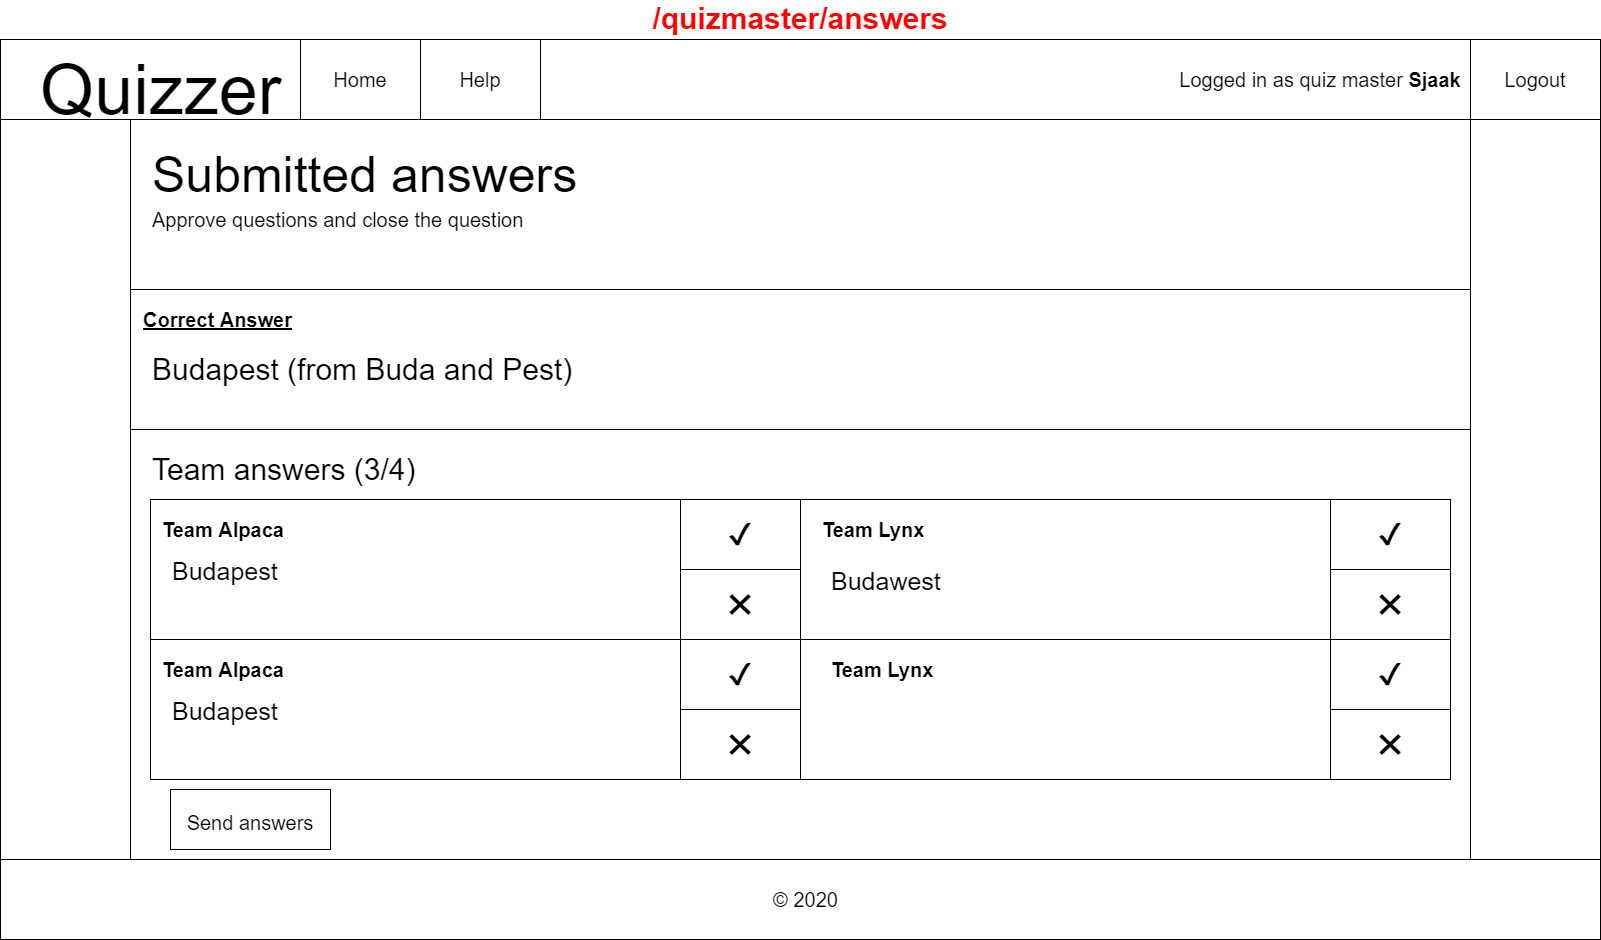 /quizmaster/answers
Quizzer
Home
Help
Logged in as quiz master Sjaak
Logout
Submitted answers
Approve questions and close the question
Correct Answer
Budapest (from Buda and Pest)
Team answers (3/4)
Team Alpaca
Budapest
✓
✕
Team Lynx
Budawest
✓
✕
Team Alpaca
Budapest
✓
✕
Team Lynx
✓
✕
Send answers
© 2020